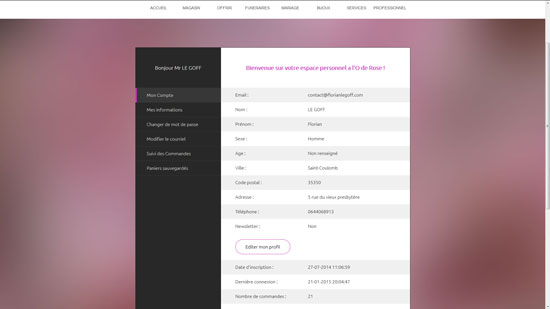 ACCUEIL MAGASIN OFFRIR FUNERAIRES MARIAGE BIJOUX SERVICES PROFESSIONNEL
Bonjour Mr LE GOFF
Bienvenue sur votre espace personnel a l'O de Rose !
Mon Compte
Mes informations
Changer de mot de passe
Modifier le courriel
Suivi des Commandes
Paniers sauvegardés
Email : contact@florianlegoff.com
Nom : LE GOFF
Prénom : Florian
Sexe : Homme
Age : Non renseigné
Ville : Saint-Coulomb
Code postal : 35350
Adresse : 5 rue du vieux presbytère
Téléphone : 0644068913
Newsletter : Non
Editer mon profil
Date d'inscription : 27-07-2014 11:06:59
Dernière connexion : 21-01-2015 20:04:47
Nombre de commandes : 21